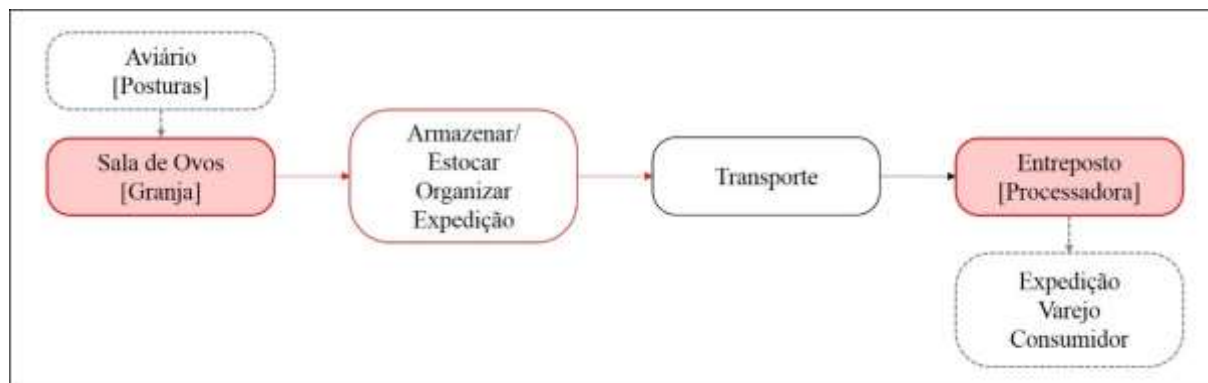 Aviário
[Posturas]
Sala de Ovos
[Granja]
Armazenar/
Estocar
Organizar
Expedição
Transporte
Entreposto
[Processadora]
Expedição
Varejo
Consumidor